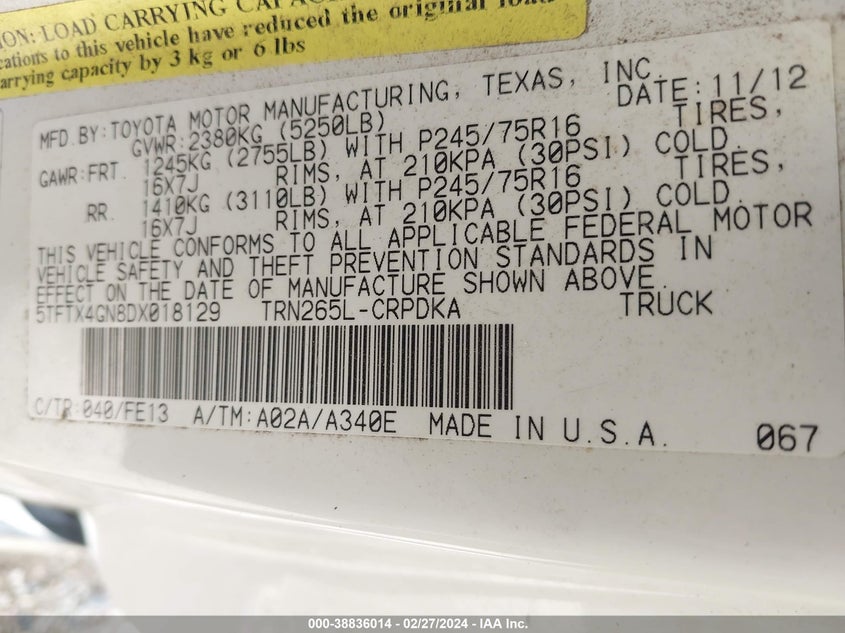 ION: LOAD CARRYING CAPAC
cations to this vehicle have reduced the original load
arrying capacity by 3 kg or 6 lbs
MFD.BY:TOYOTA MOTOR MANUFACTURING, TEXAS, INC.
GVWR:2380KG (5250LB) DATE:11/12
GAWR:FRT. 1245KG (2755LB) WITH P245/75R16 TIRES,
16X7J RIMS, AT 210KPA (30PSI) COLD.
RR. 1410KG (3110LB) WITH P245/75R16 TIRES,
16X7J RIMS, AT 210KPA (30PSI) COLD.
THIS VEHICLE CONFORMS TO ALL APPLICABLE FEDERAL MOTOR
VEHICLE SAFETY AND THEFT PREVENTION STANDARDS IN
EFFECT ON THE DATE OF MANUFACTURE SHOWN ABOVE.
5TFTX4GN8DX018129 TRN265L-CRPDKA TRUCK
C/TR:040/FE13 A/TM:A02A/A340E MADE IN U.S.A. 067
000-38836014 - 02/27/2024 - IAA Inc.